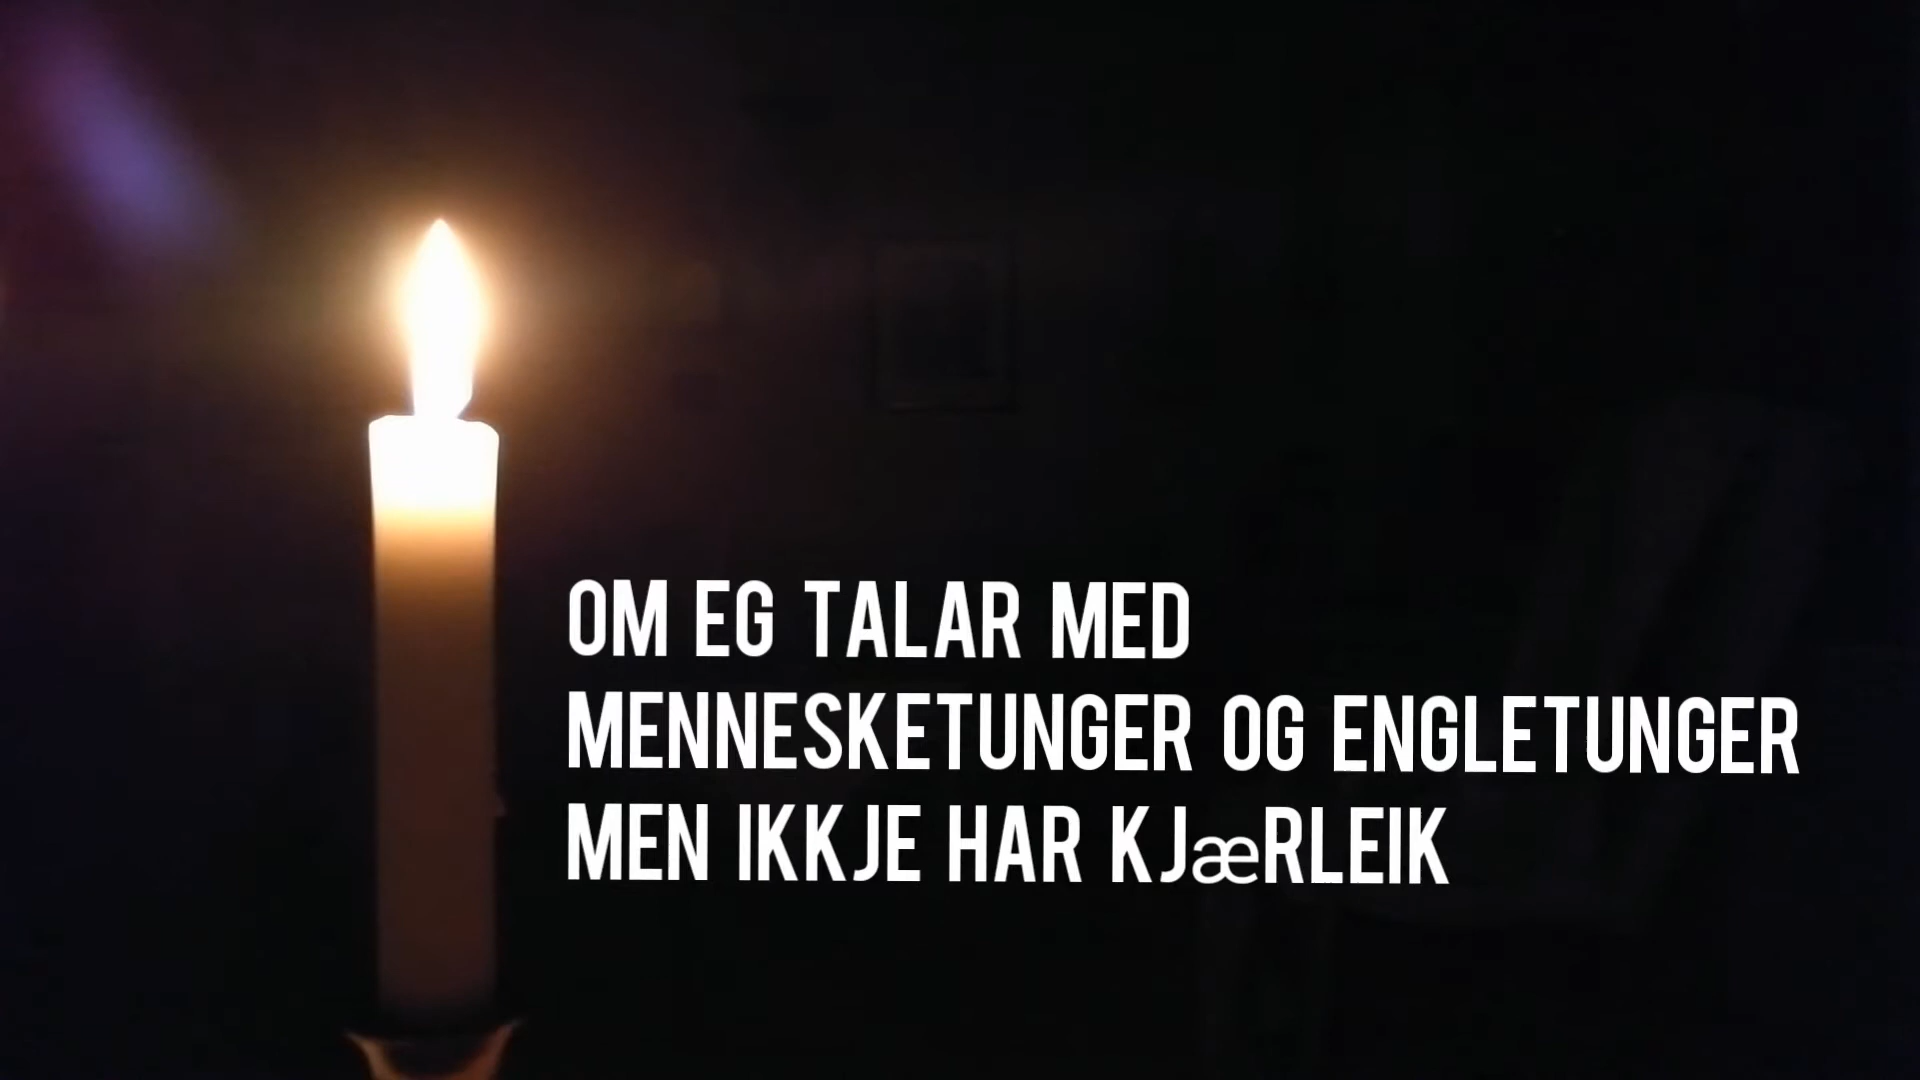 OM EG TALAR MED
MENNESKETUNGER OG ENGLETUNGER
MEN IKKJE HAR KJæRLEIK